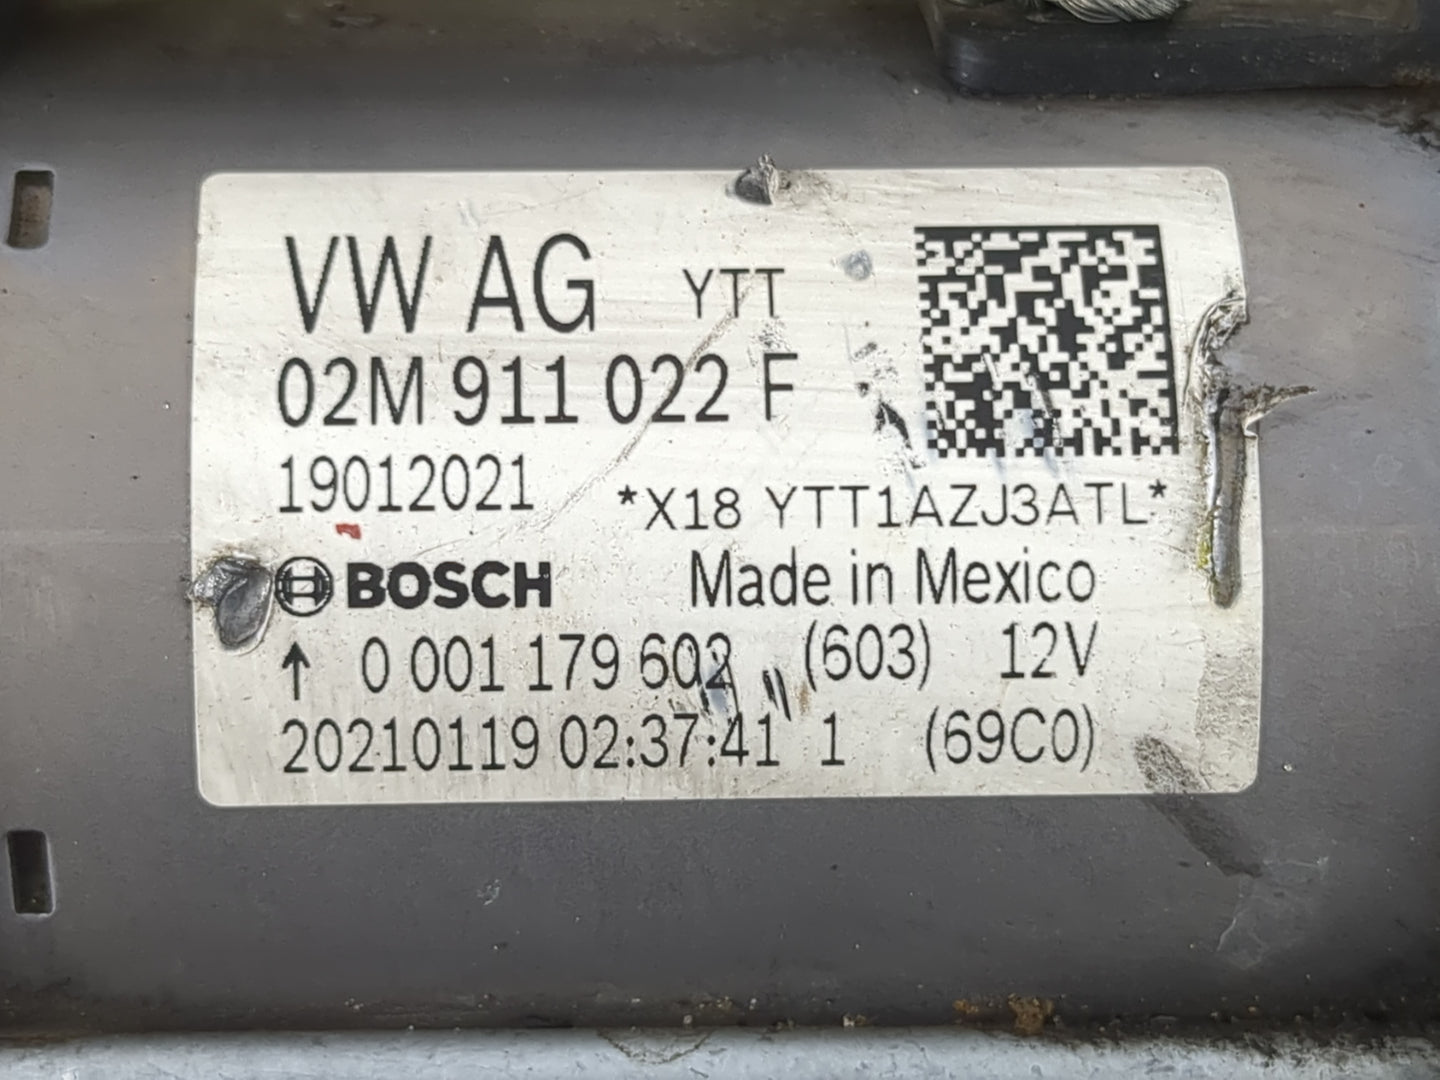 VW AG YTT
02M 911 022 F
19012021
*X18 YTT1AZJ3ATL*
BOSCH Made in Mexico
↑ 0 001 179 602 (603) 12V
20210119 02:37:41 1 (69C0)